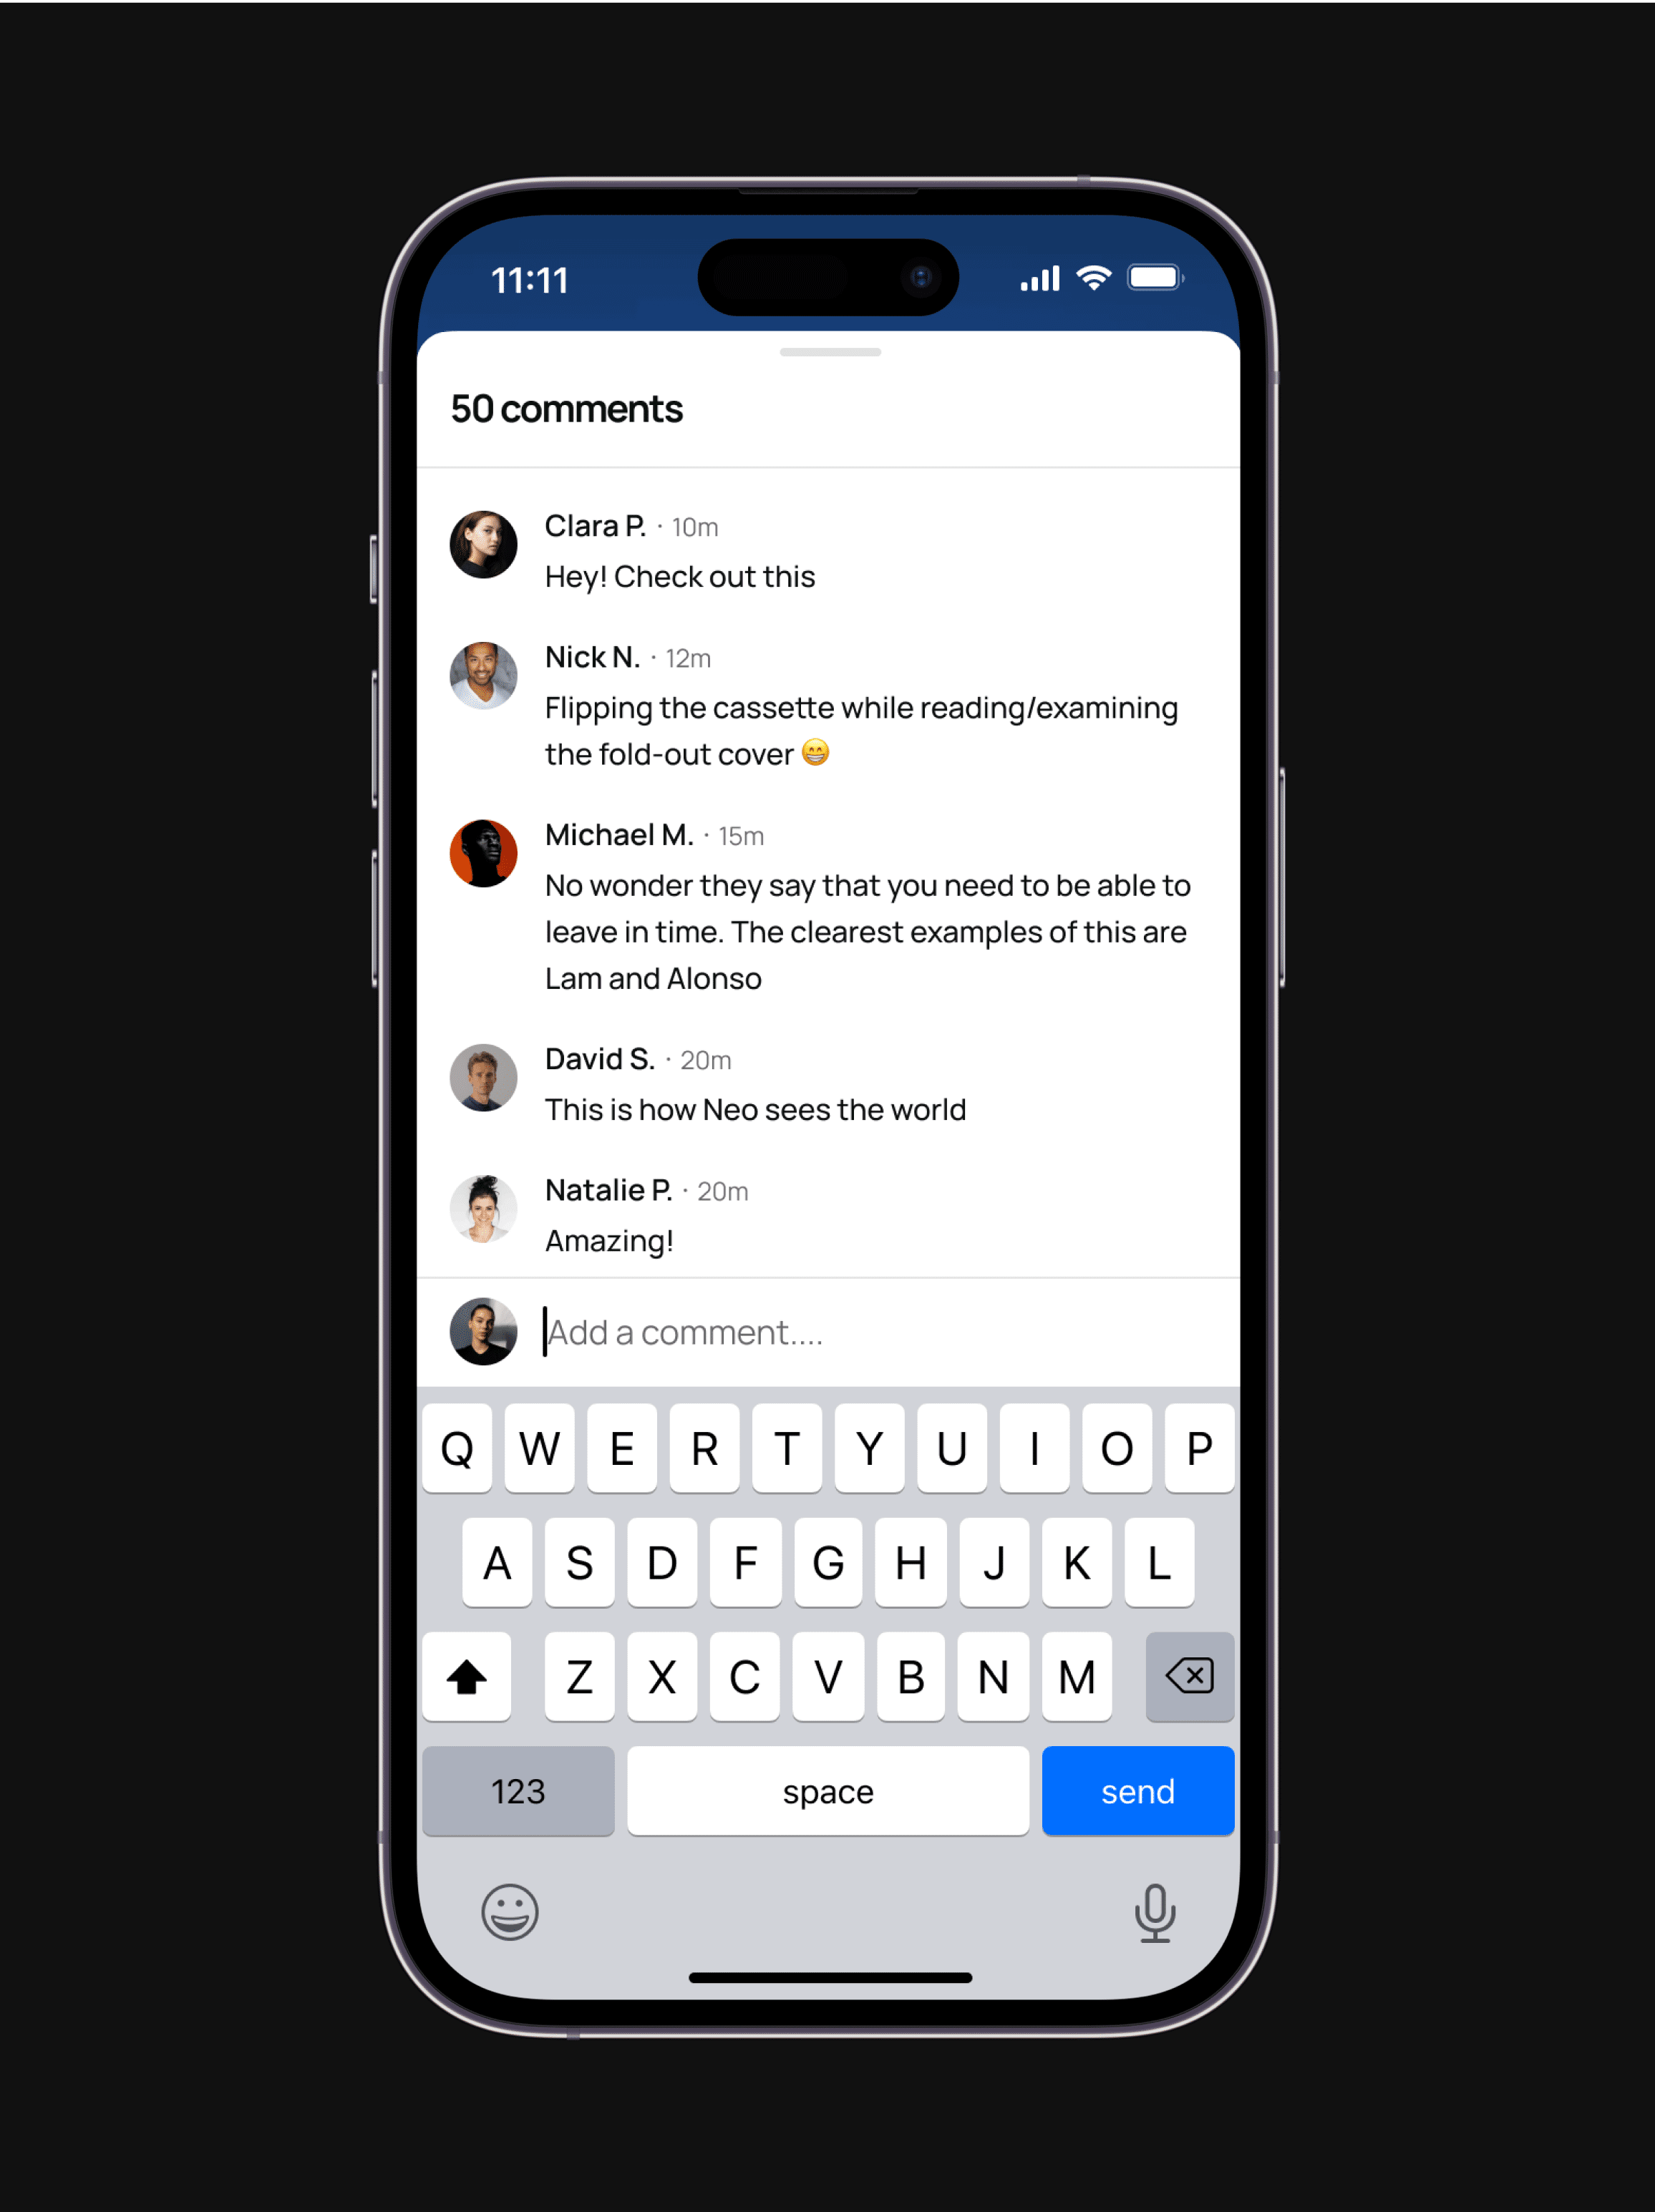 11:11
50 comments
Clara P. · 10m
Hey! Check out this
Nick N. · 12m
Flipping the cassette while reading/examining
the fold-out cover 😁
Michael M. · 15m
No wonder they say that you need to be able to
leave in time. The clearest examples of this are
Lam and Alonso
David S. · 20m
This is how Neo sees the world
Natalie P. · 20m
Amazing!
Add a comment....
Q W E R T Y U I O P
A S D F G H J K L
Z X C V B N M
123 space send